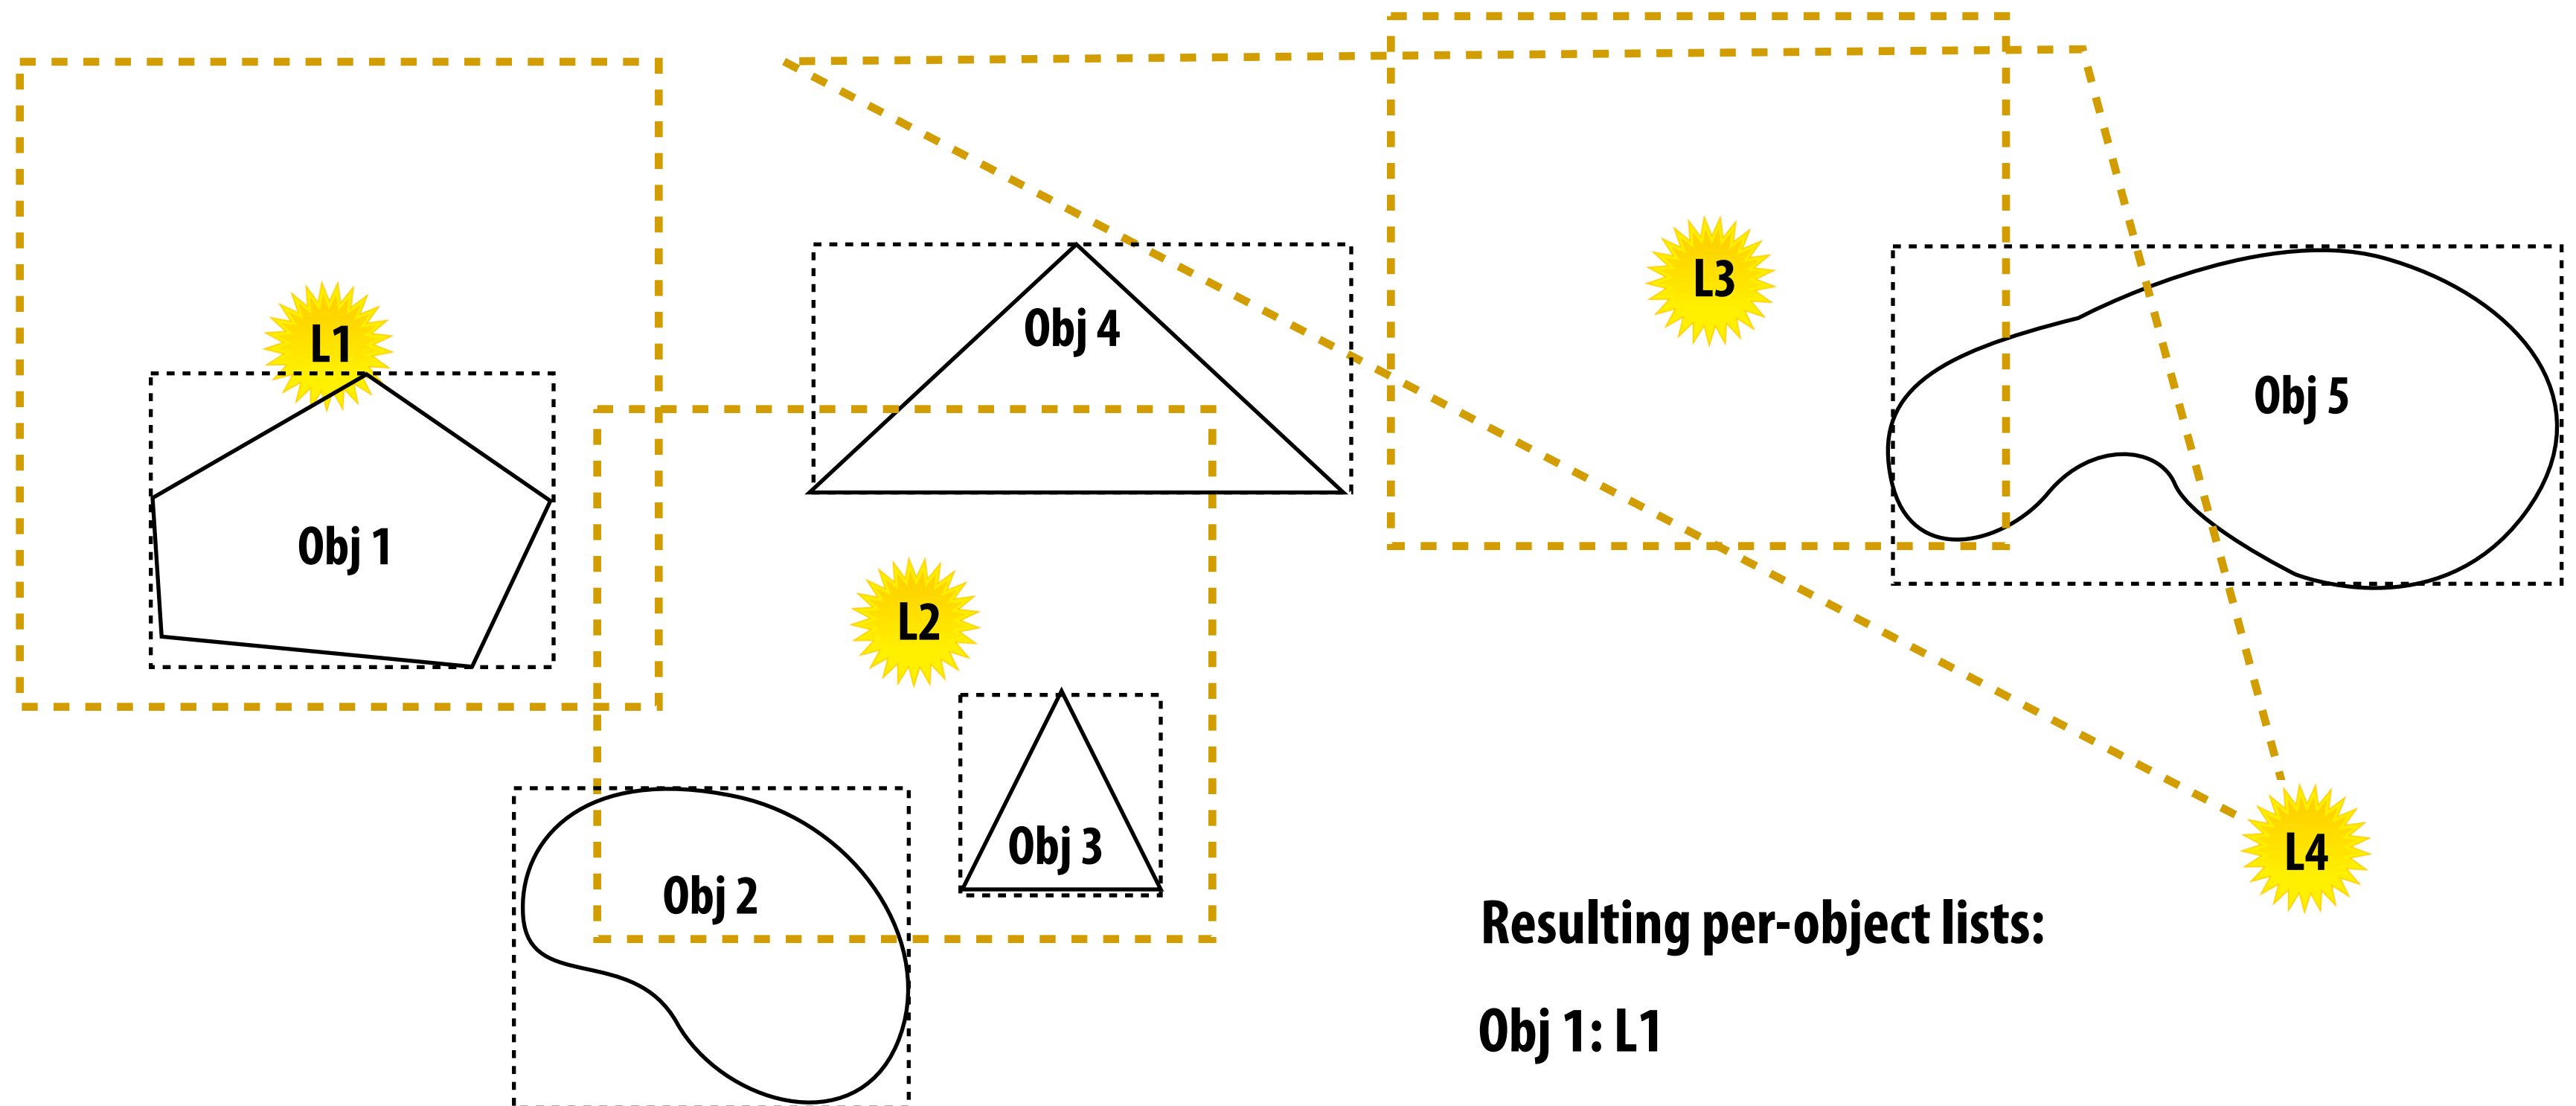 L3
L1
Obj 4
Obj 5
Obj 1
L2
Obj 3
L4
Obj 2
Resulting per-object lists:
Obj 1: L1